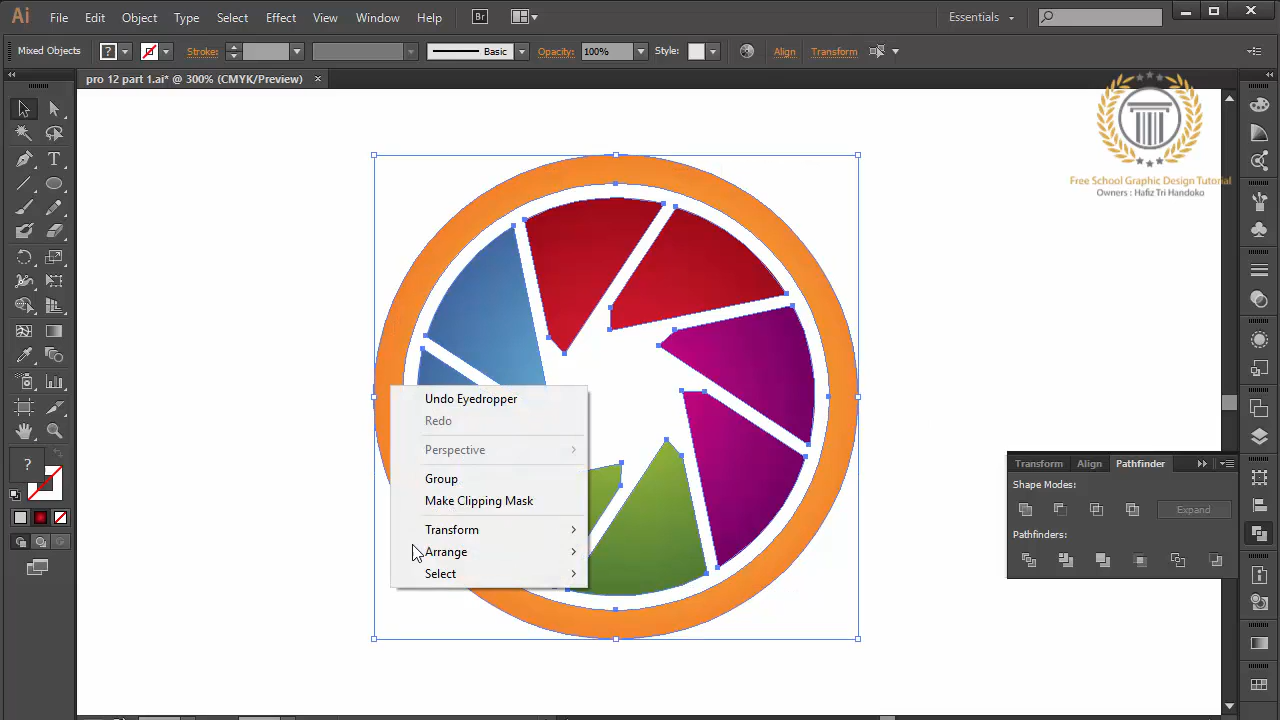 Ai File Edit Object Type Select Effect View Window Help Br Essentials
Mixed Objects ? Stroke: Basic Opacity: 100% Style: Align Transform
pro 12 part 1.ai* @ 300% (CMYK/Preview) ×
Free School Graphic Design Tutorial
Owners : Hafiz Tri Handoko
Undo Eyedropper
Redo
Perspective
Group
Make Clipping Mask
Transform
Arrange
Select
?
Transform Align Pathfinder
Shape Modes:
Expand
Pathfinders: